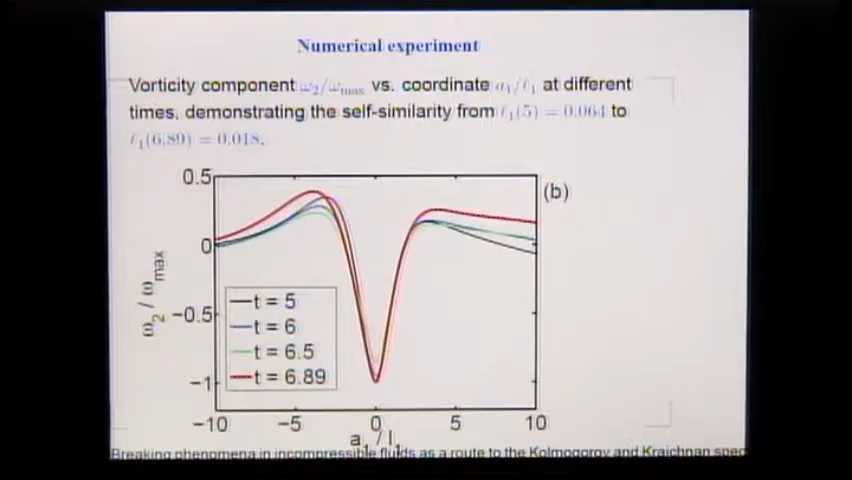 Numerical experiment
Vorticity component ω₂/ω_max vs. coordinate a₁/ℓ₁ at different
times, demonstrating the self-similarity from ℓ₁(5) = 0.064 to
ℓ₁(6.89) = 0.018.
(b)
0.5
0
−0.5
−1
ω₂ / ω_max
t = 5
t = 6
t = 6.5
t = 6.89
−10 −5 0 5 10
a₁ / l₁
Breaking phenomena in incompressible fluids as a route to the Kolmogorov and Kraichnan spec